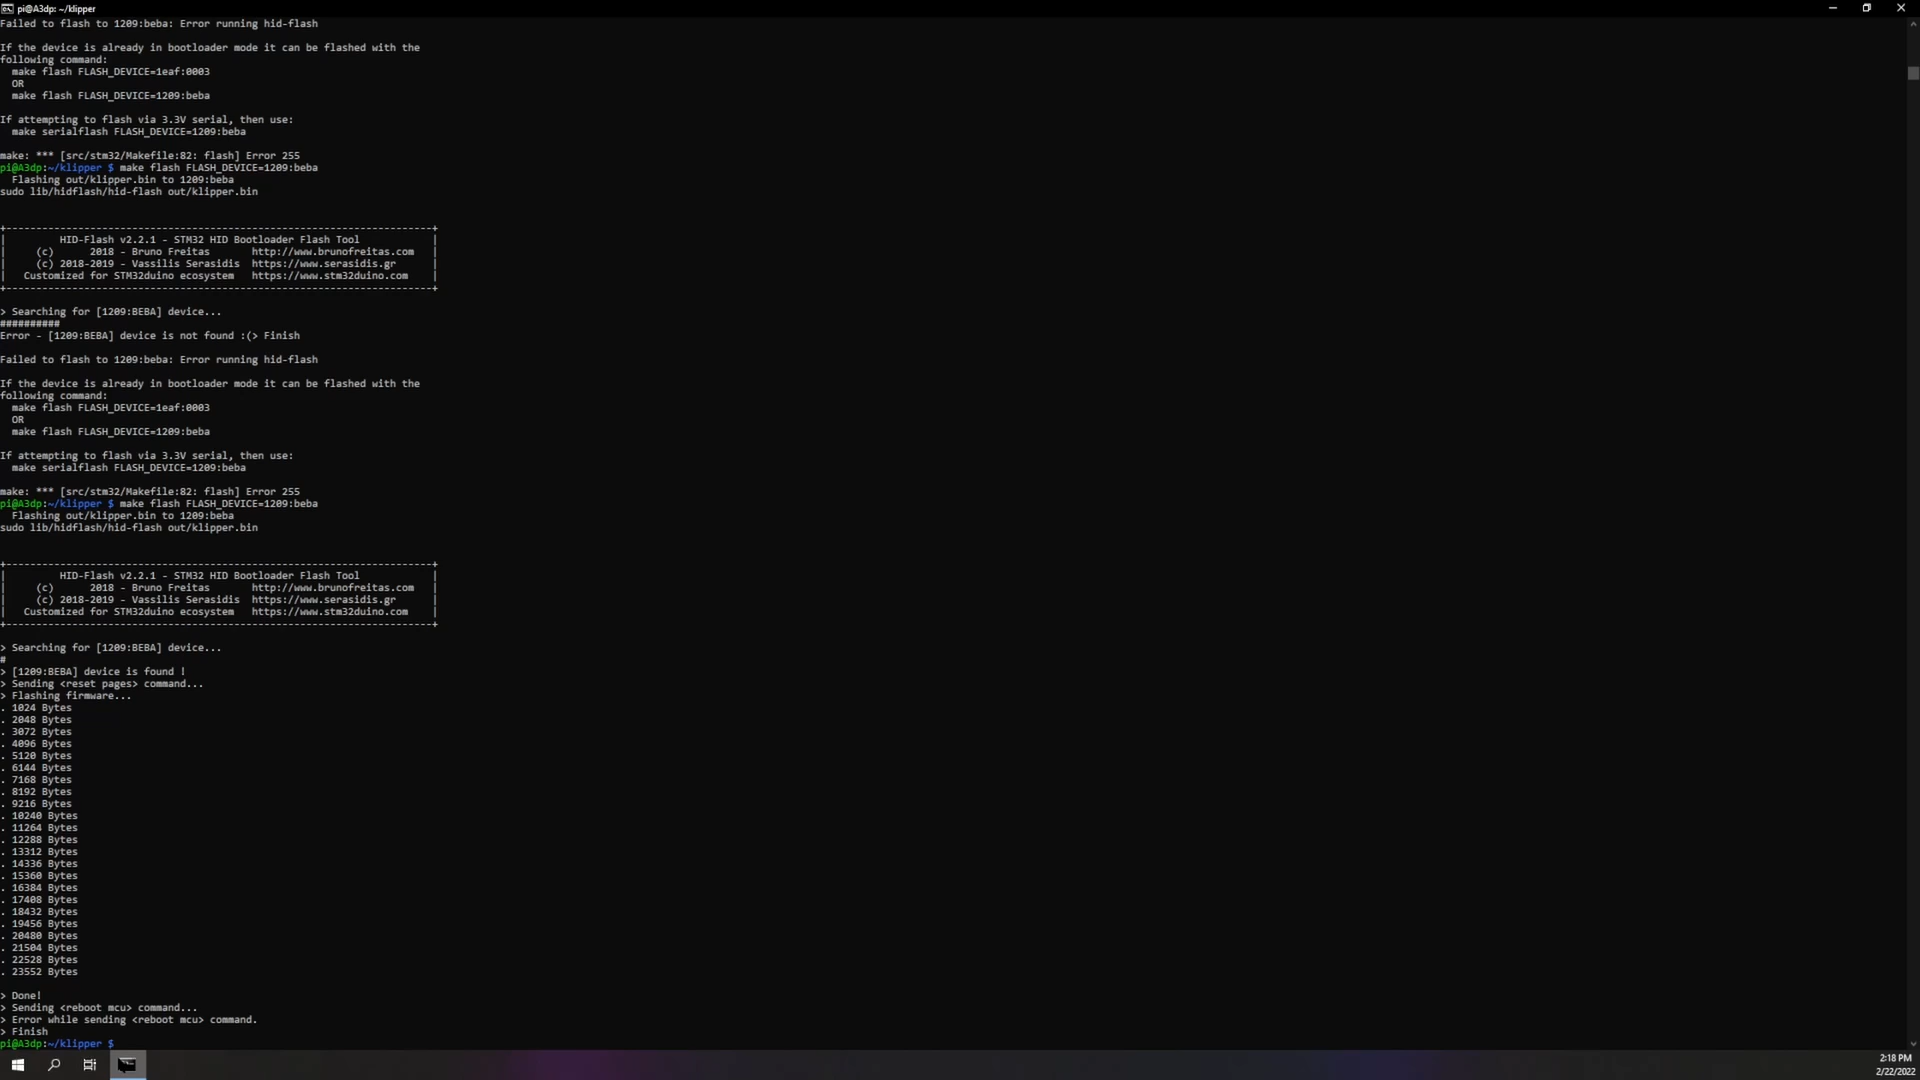 pi@A3dp: ~/klipper
Failed to flash to 1209:beba: Error running hid-flash
If the device is already in bootloader mode it can be flashed with the
following command:
  make flash FLASH_DEVICE=1eaf:0003
  OR
  make flash FLASH_DEVICE=1209:beba
If attempting to flash via 3.3V serial, then use:
  make serialflash FLASH_DEVICE=1209:beba
make: *** [src/stm32/Makefile:82: flash] Error 255
pi@A3dp:~/klipper $ make flash FLASH_DEVICE=1209:beba
  Flashing out/klipper.bin to 1209:beba
sudo lib/hidflash/hid-flash out/klipper.bin
+-----------------------------------------------------------------------+
|         HID-Flash v2.2.1 - STM32 HID Bootloader Flash Tool            |
|     (c)      2018 - Bruno Freitas       http://www.brunofreitas.com   |
|     (c) 2018-2019 - Vassilis Serasidis  https://www.serasidis.gr      |
|   Customized for STM32duino ecosystem   https://www.stm32duino.com    |
+-----------------------------------------------------------------------+
> Searching for [1209:BEBA] device...
##########
Error - [1209:BEBA] device is not found :(> Finish
Failed to flash to 1209:beba: Error running hid-flash
If the device is already in bootloader mode it can be flashed with the
following command:
  make flash FLASH_DEVICE=1eaf:0003
  OR
  make flash FLASH_DEVICE=1209:beba
If attempting to flash via 3.3V serial, then use:
  make serialflash FLASH_DEVICE=1209:beba
make: *** [src/stm32/Makefile:82: flash] Error 255
pi@A3dp:~/klipper $ make flash FLASH_DEVICE=1209:beba
  Flashing out/klipper.bin to 1209:beba
sudo lib/hidflash/hid-flash out/klipper.bin
+-----------------------------------------------------------------------+
|         HID-Flash v2.2.1 - STM32 HID Bootloader Flash Tool            |
|     (c)      2018 - Bruno Freitas       http://www.brunofreitas.com   |
|     (c) 2018-2019 - Vassilis Serasidis  https://www.serasidis.gr      |
|   Customized for STM32duino ecosystem   https://www.stm32duino.com    |
+-----------------------------------------------------------------------+
> Searching for [1209:BEBA] device...
#
> [1209:BEBA] device is found !
> Sending <reset pages> command...
> Flashing firmware...
. 1024 Bytes
. 2048 Bytes
. 3072 Bytes
. 4096 Bytes
. 5120 Bytes
. 6144 Bytes
. 7168 Bytes
. 8192 Bytes
. 9216 Bytes
. 10240 Bytes
. 11264 Bytes
. 12288 Bytes
. 13312 Bytes
. 14336 Bytes
. 15360 Bytes
. 16384 Bytes
. 17408 Bytes
. 18432 Bytes
. 19456 Bytes
. 20480 Bytes
. 21504 Bytes
. 22528 Bytes
. 23552 Bytes
> Done!
> Sending <reboot mcu> command...
> Error while sending <reboot mcu> command.
> Finish
pi@A3dp:~/klipper $
2:18 PM
2/22/2022